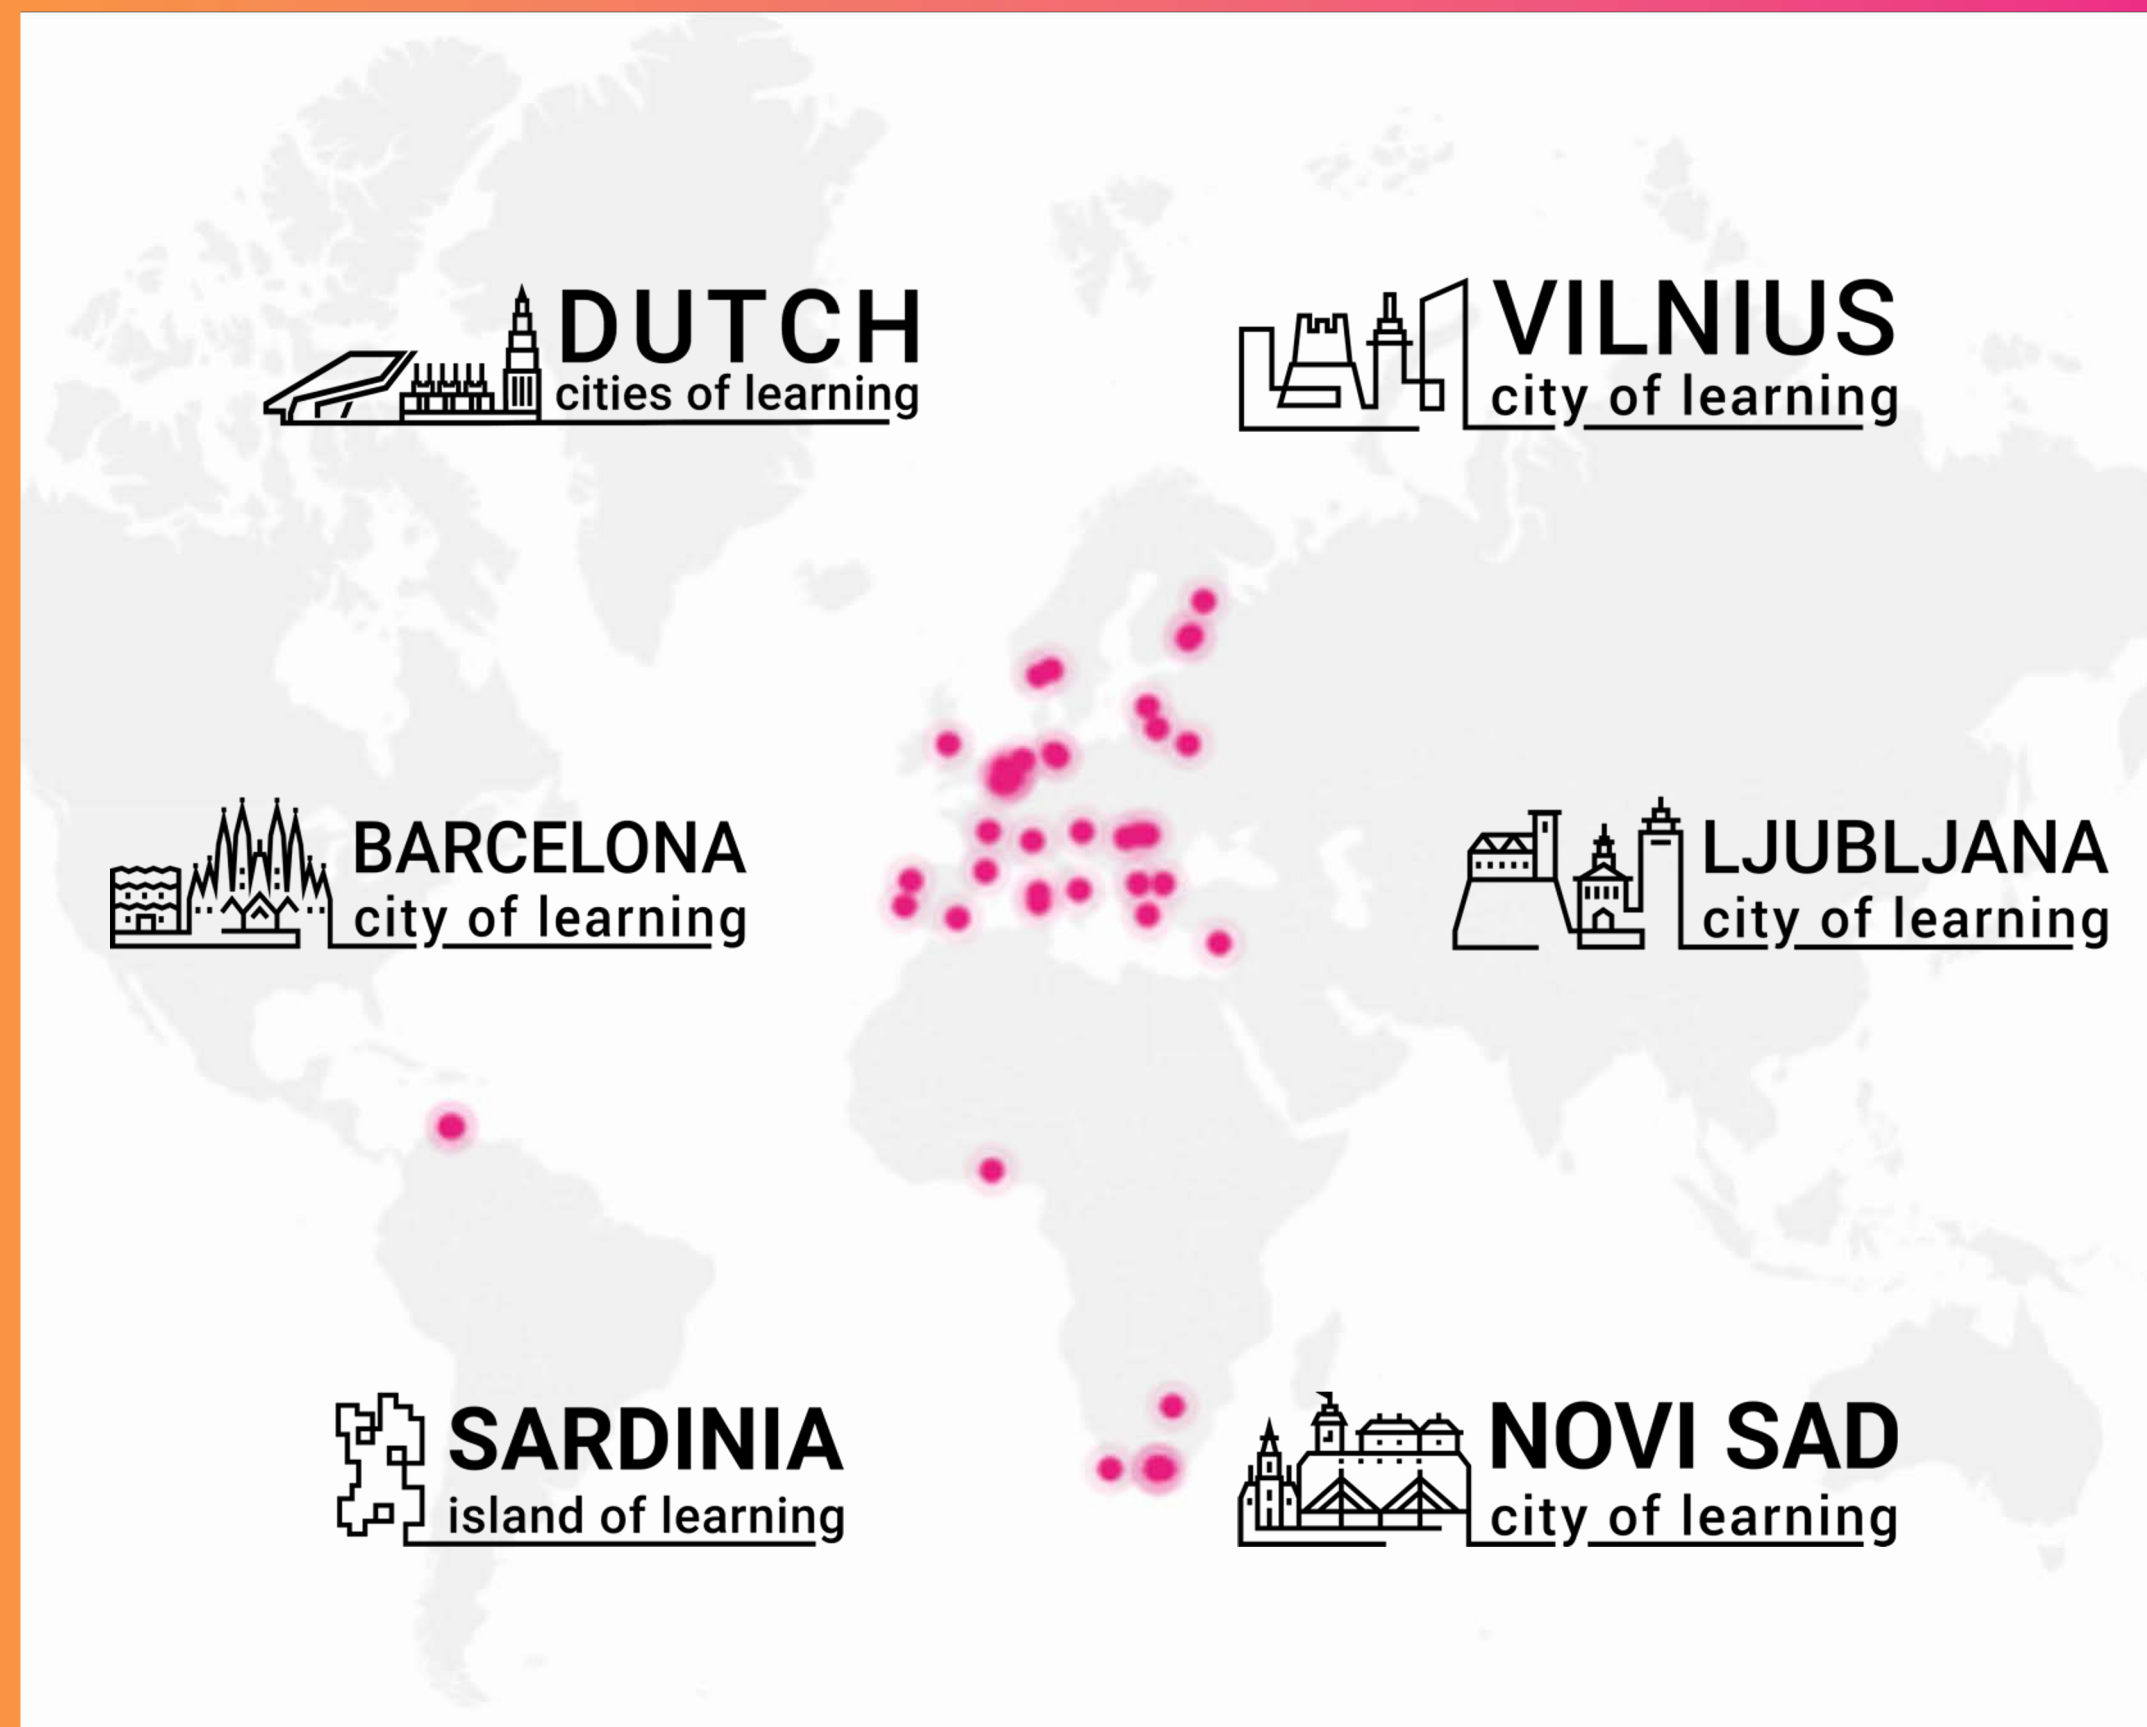 DUTCH
cities of learning
VILNIUS
city of learning
BARCELONA
city of learning
LJUBLJANA
city of learning
SARDINIA
island of learning
NOVI SAD
city of learning